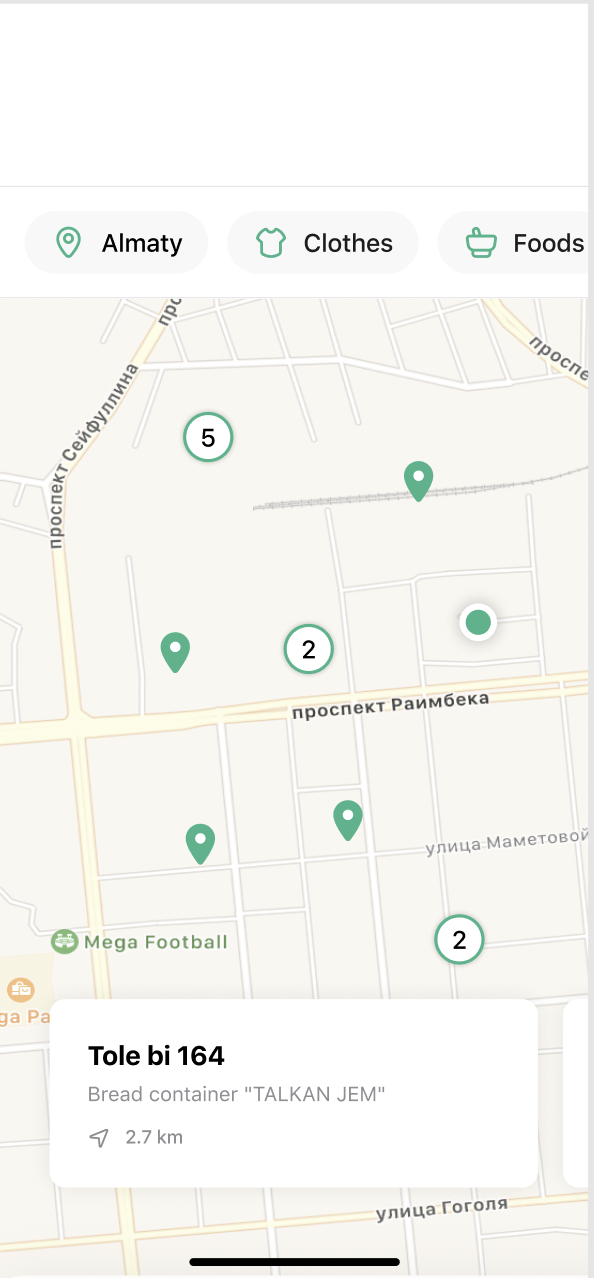 Almaty
Clothes
Foods
проспект Сейфуллина
5
2
проспект Раимбека
улица Маметовой
2
Mega Football
Tole bi 164
Bread container "TALKAN JEM"
2.7 km
улица Гоголя